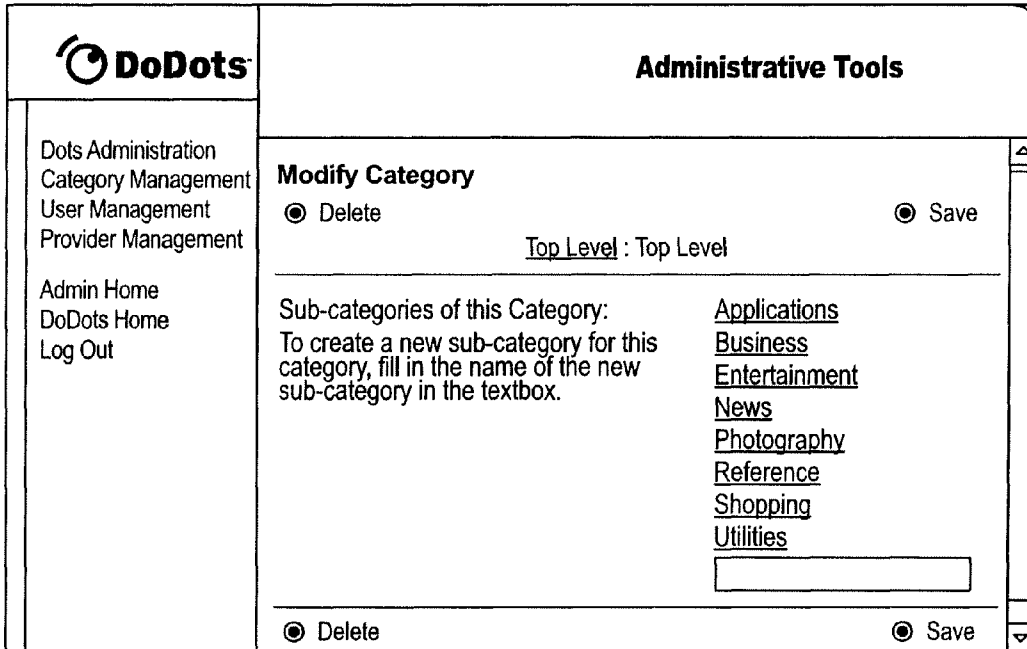 DoDots
Administrative Tools
Dots Administration
Category Management
User Management
Provider Management
Admin Home
DoDots Home
Log Out
Modify Category
Delete
Save
Top Level : Top Level
Sub-categories of this Category:
To create a new sub-category for this
category, fill in the name of the new
sub-category in the textbox.
Applications
Business
Entertainment
News
Photography
Reference
Shopping
Utilities
Delete
Save